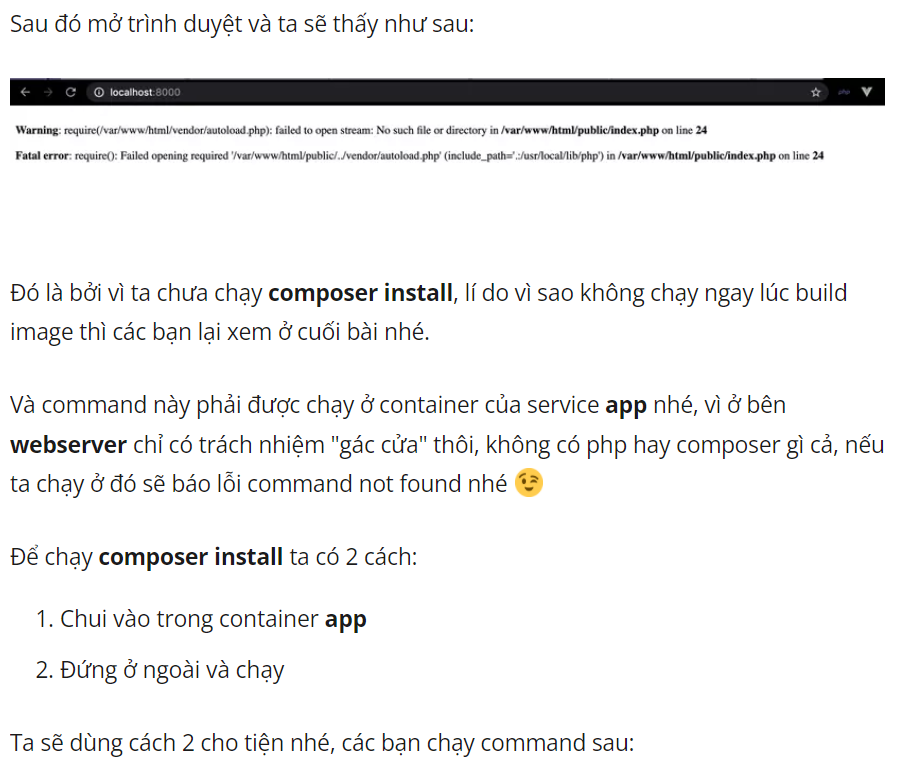 Sau đó mở trình duyệt và ta sẽ thấy như sau:
localhost:8000
Warning: require(/var/www/html/vendor/autoload.php): failed to open stream: No such file or directory in /var/www/html/public/index.php on line 24
Fatal error: require(): Failed opening required '/var/www/html/public/../vendor/autoload.php' (include_path='.:/usr/local/lib/php') in /var/www/html/public/index.php on line 24
Đó là bởi vì ta chưa chạy composer install, lí do vì sao không chạy ngay lúc build
image thì các bạn lại xem ở cuối bài nhé.
Và command này phải được chạy ở container của service app nhé, vì ở bên
webserver chỉ có trách nhiệm "gác cửa" thôi, không có php hay composer gì cả, nếu
ta chạy ở đó sẽ báo lỗi command not found nhé 😉
Để chạy composer install ta có 2 cách:
1. Chui vào trong container app
2. Đứng ở ngoài và chạy
Ta sẽ dùng cách 2 cho tiện nhé, các bạn chạy command sau: